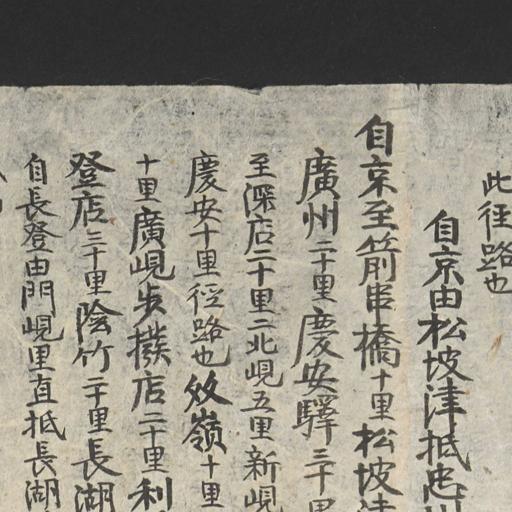 此徑路也
自京由松坡津抵忠州
自京至箭串橋十里松坡津
廣州二十里慶安驛三十里
至深店二十里二北峴五里新峴
慶安十里徑路也效嶺十里
十里廣峴步撥店二十里利
登店三十里陰竹二十里長湖
自長登由門峴里直抵長湖